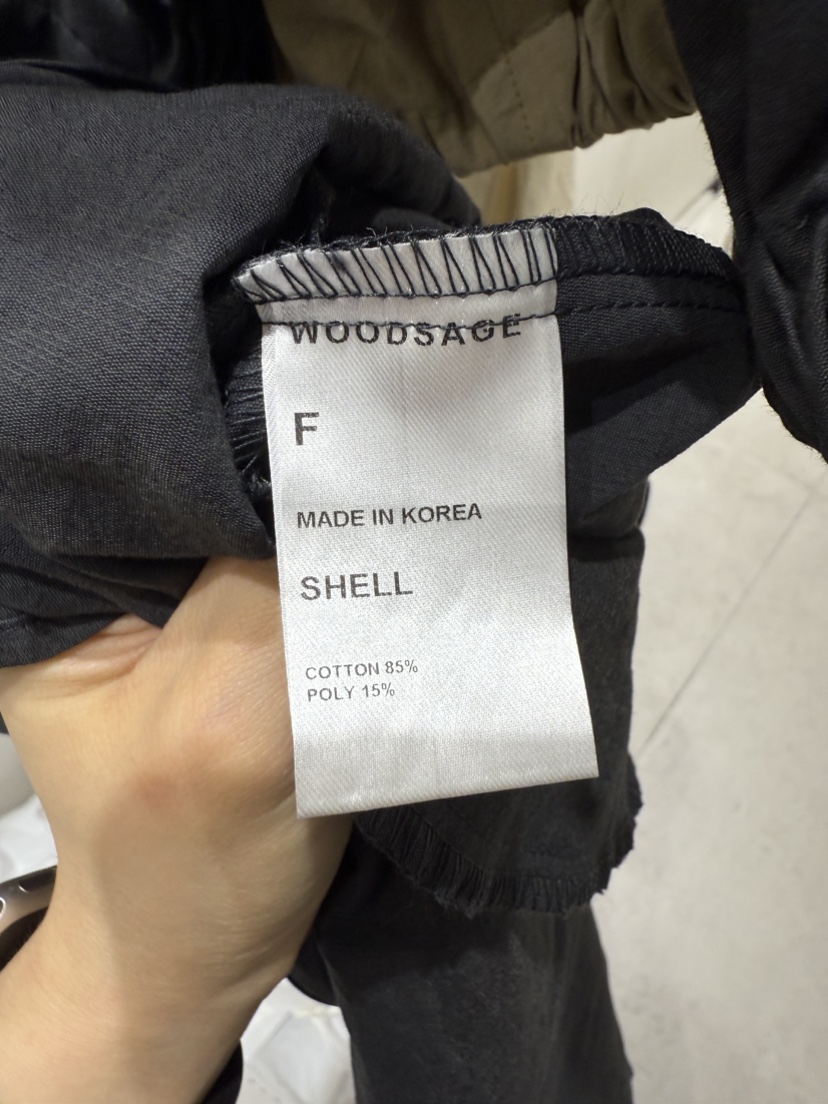 WOODSAGE
F
MADE IN KOREA
SHELL
COTTON 85%
POLY 15%